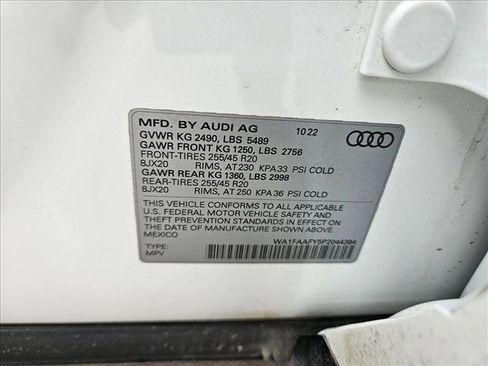 MFD. BY AUDI AG 10 22
GVWR KG 2490, LBS 5489
GAWR FRONT KG 1250, LBS 2756
FRONT-TIRES 255/45 R20
8JX20 RIMS, AT 230 KPA 33 PSI COLD
GAWR REAR KG 1360, LBS 2998
REAR-TIRES 255/45 R20
8JX20 RIMS, AT 250 KPA 36 PSI COLD
THIS VEHICLE CONFORMS TO ALL APPLICABLE
U.S. FEDERAL MOTOR VEHICLE SAFETY AND
THEFT PREVENTION STANDARDS IN EFFECT ON
THE DATE OF MANUFACTURE SHOWN ABOVE.
MEXICO
TYPE: WA1FAAFY5P2044384
MPV